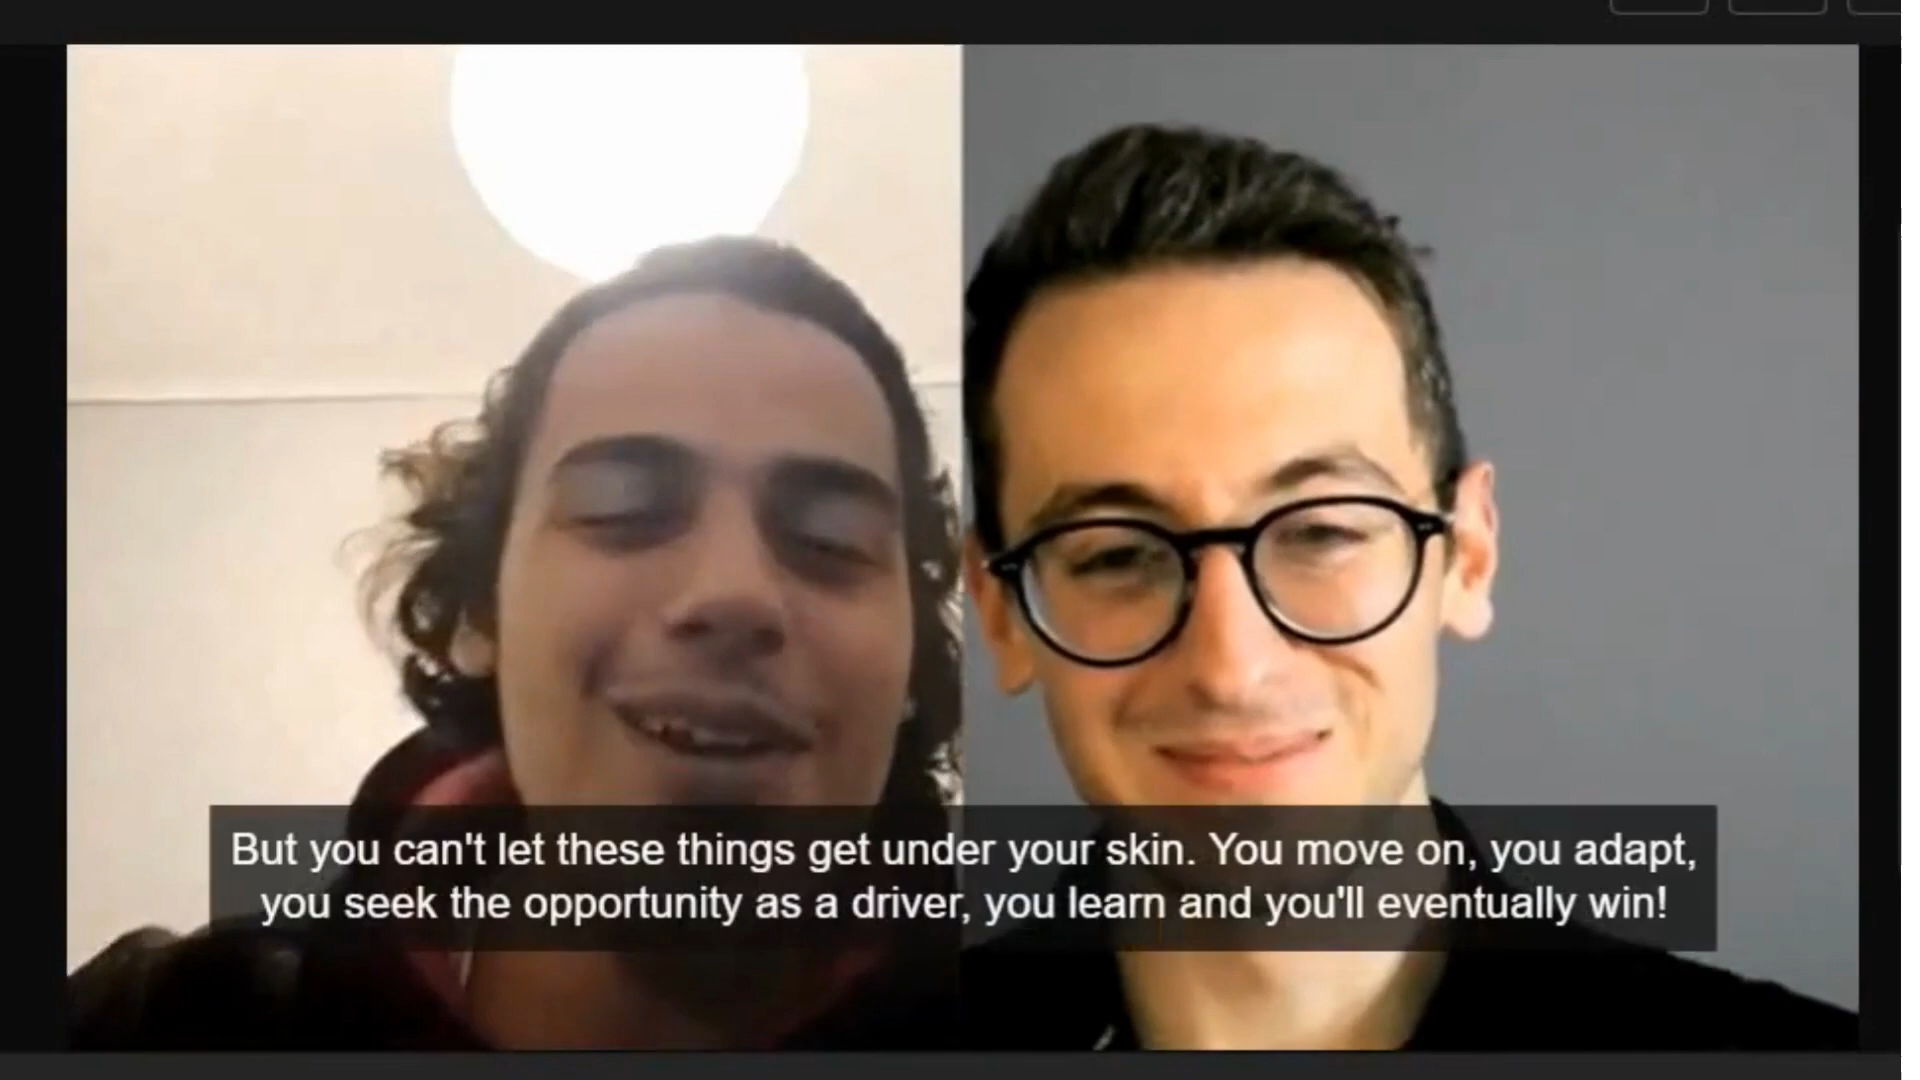 But you can't let these things get under your skin. You move on, you adapt,
you seek the opportunity as a driver, you learn and you'll eventually win!